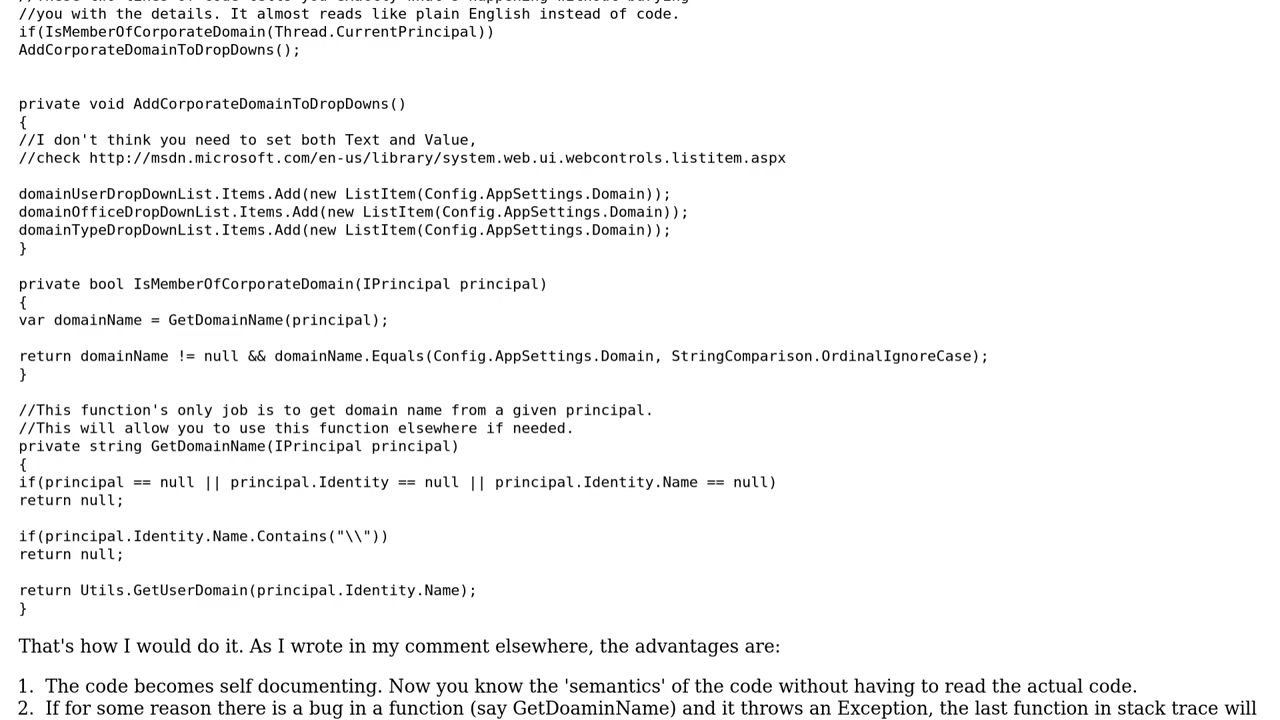 //you with the details. It almost reads like plain English instead of code.
if(IsMemberOfCorporateDomain(Thread.CurrentPrincipal))
AddCorporateDomainToDropDowns();
private void AddCorporateDomainToDropDowns()
{
//I don't think you need to set both Text and Value,
//check http://msdn.microsoft.com/en-us/library/system.web.ui.webcontrols.listitem.aspx
domainUserDropDownList.Items.Add(new ListItem(Config.AppSettings.Domain));
domainOfficeDropDownList.Items.Add(new ListItem(Config.AppSettings.Domain));
domainTypeDropDownList.Items.Add(new ListItem(Config.AppSettings.Domain));
}
private bool IsMemberOfCorporateDomain(IPrincipal principal)
{
var domainName = GetDomainName(principal);
return domainName != null && domainName.Equals(Config.AppSettings.Domain, StringComparison.OrdinalIgnoreCase);
}
//This function's only job is to get domain name from a given principal.
//This will allow you to use this function elsewhere if needed.
private string GetDomainName(IPrincipal principal)
{
if(principal == null || principal.Identity == null || principal.Identity.Name == null)
return null;
if(principal.Identity.Name.Contains("\\"))
return null;
return Utils.GetUserDomain(principal.Identity.Name);
}
That's how I would do it. As I wrote in my comment elsewhere, the advantages are:
1. The code becomes self documenting. Now you know the 'semantics' of the code without having to read the actual code.
2. If for some reason there is a bug in a function (say GetDoaminName) and it throws an Exception, the last function in stack trace will